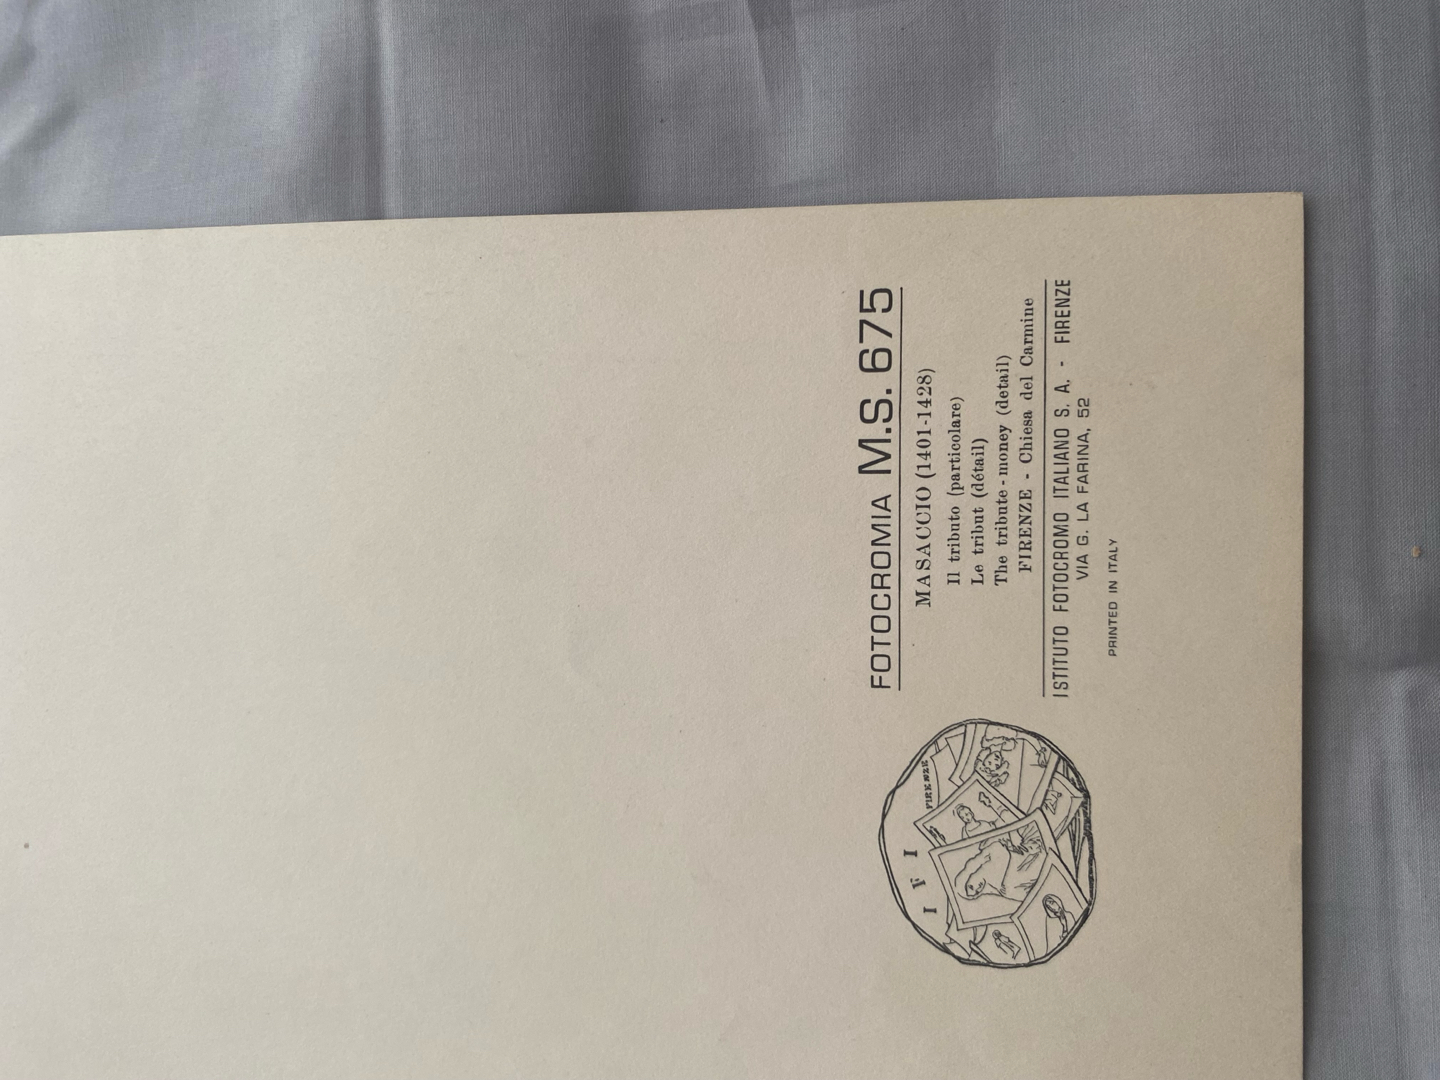 FOTOCROMIA M.S. 675
MASACCIO (1401-1428)
Il tributo (particolare)
Le tribut (détail)
The tribute - money (detail)
FIRENZE - Chiesa del Carmine
ISTITUTO FOTOCROMO ITALIANO S. A. - FIRENZE
VIA G. LA FARINA, 52
PRINTED IN ITALY
I F I
FIRENZE